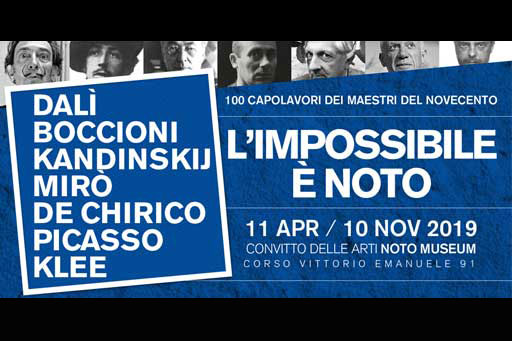 DALÌ
BOCCIONI
KANDINSKIJ
MIRÒ
DE CHIRICO
PICASSO
KLEE
100 CAPOLAVORI DEI MAESTRI DEL NOVECENTO
L'IMPOSSIBILE
È NOTO
11 APR / 10 NOV 2019
CONVITTO DELLE ARTI NOTO MUSEUM
CORSO VITTORIO EMANUELE 91